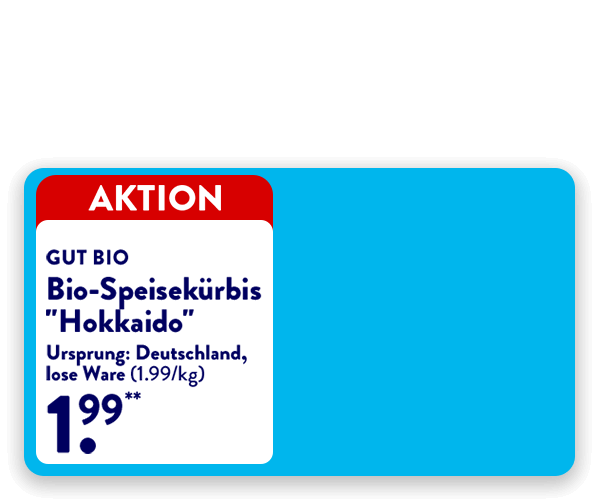 AKTION
GUT BIO
Bio-Speisekürbis
"Hokkaido"
Ursprung: Deutschland,
lose Ware (1.99/kg)
1.99**